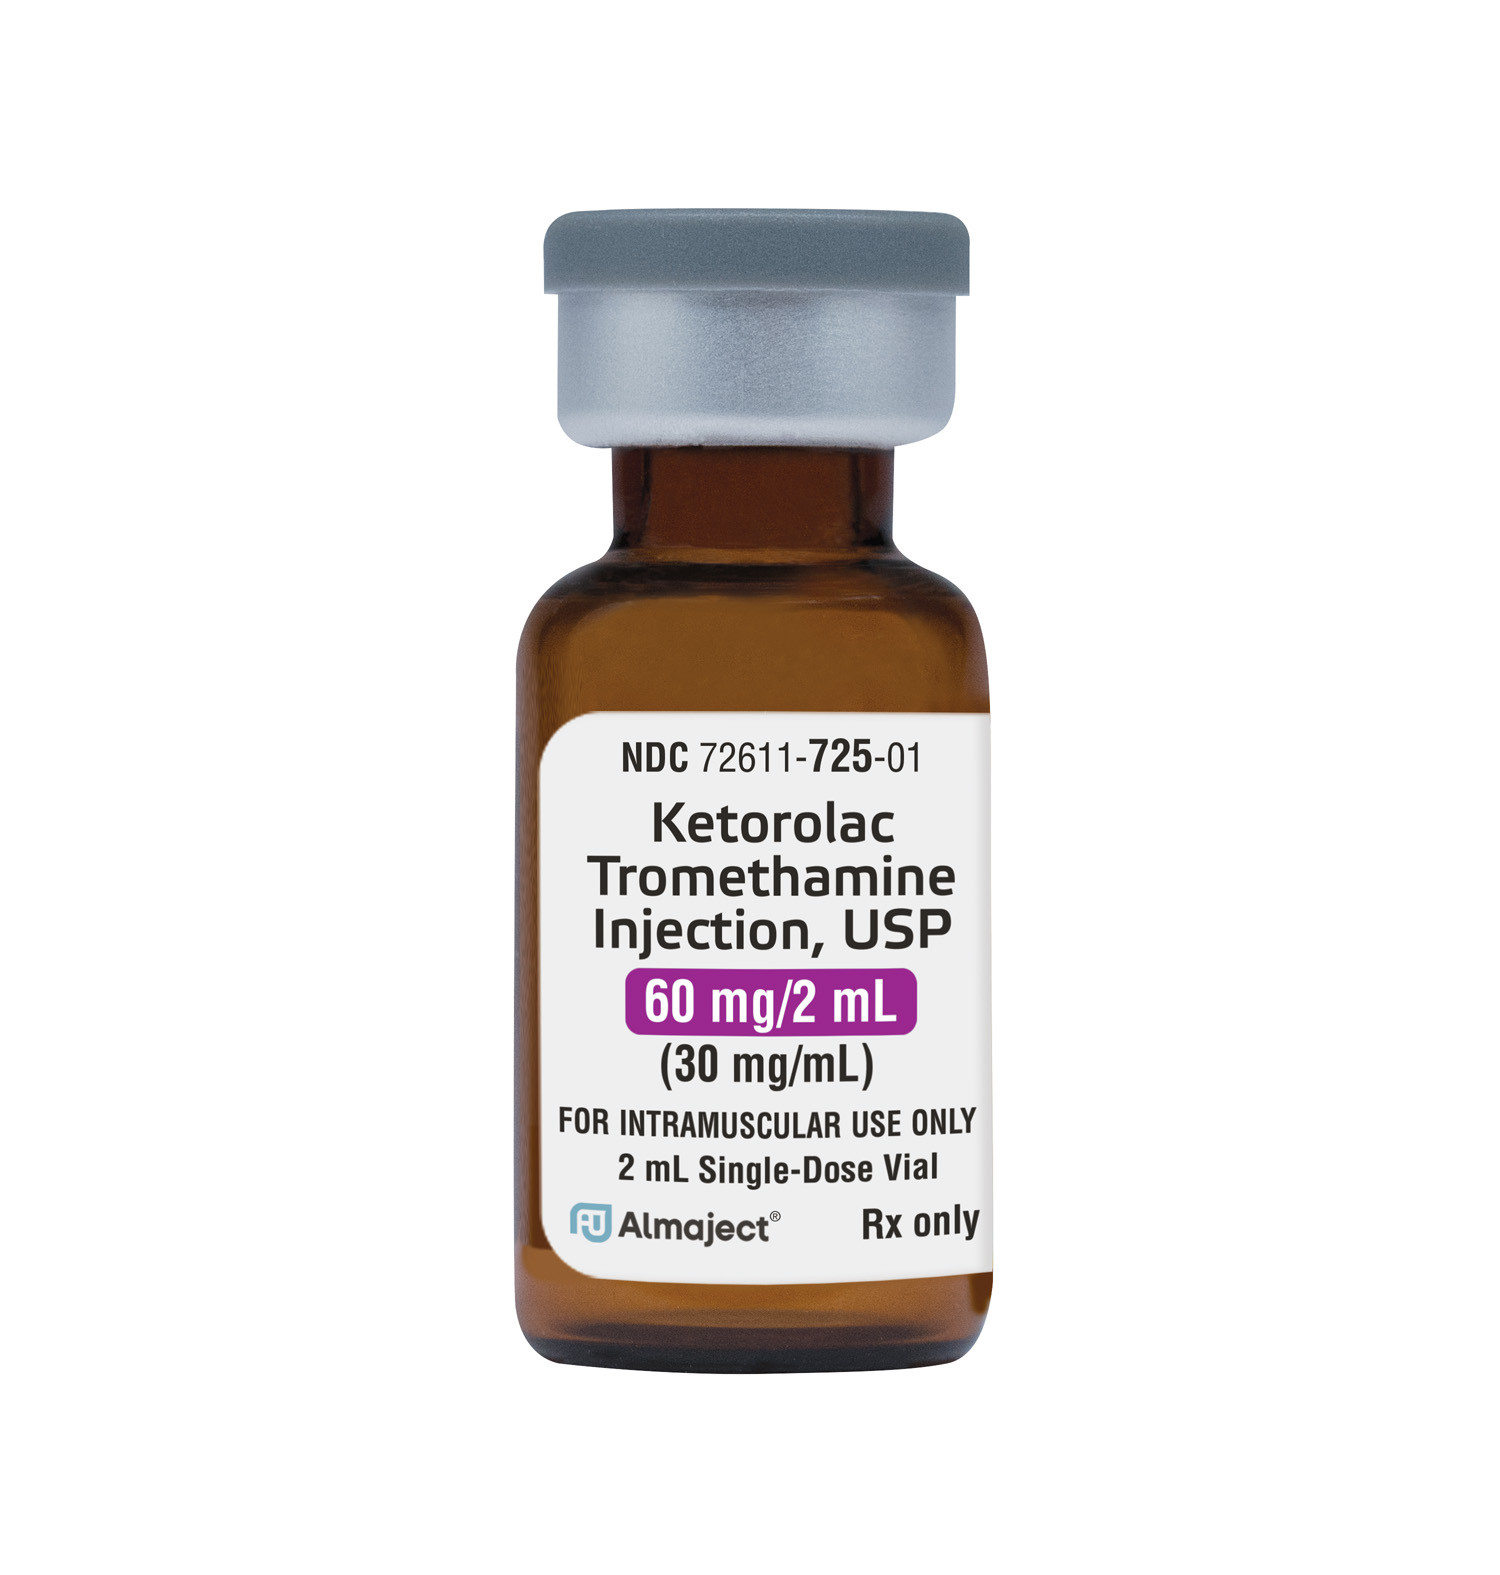 NDC 72611-725-01
Ketorolac
Tromethamine
Injection, USP
60 mg/2 mL
(30 mg/mL)
FOR INTRAMUSCULAR USE ONLY
2 mL Single-Dose Vial
Almaject® Rx only